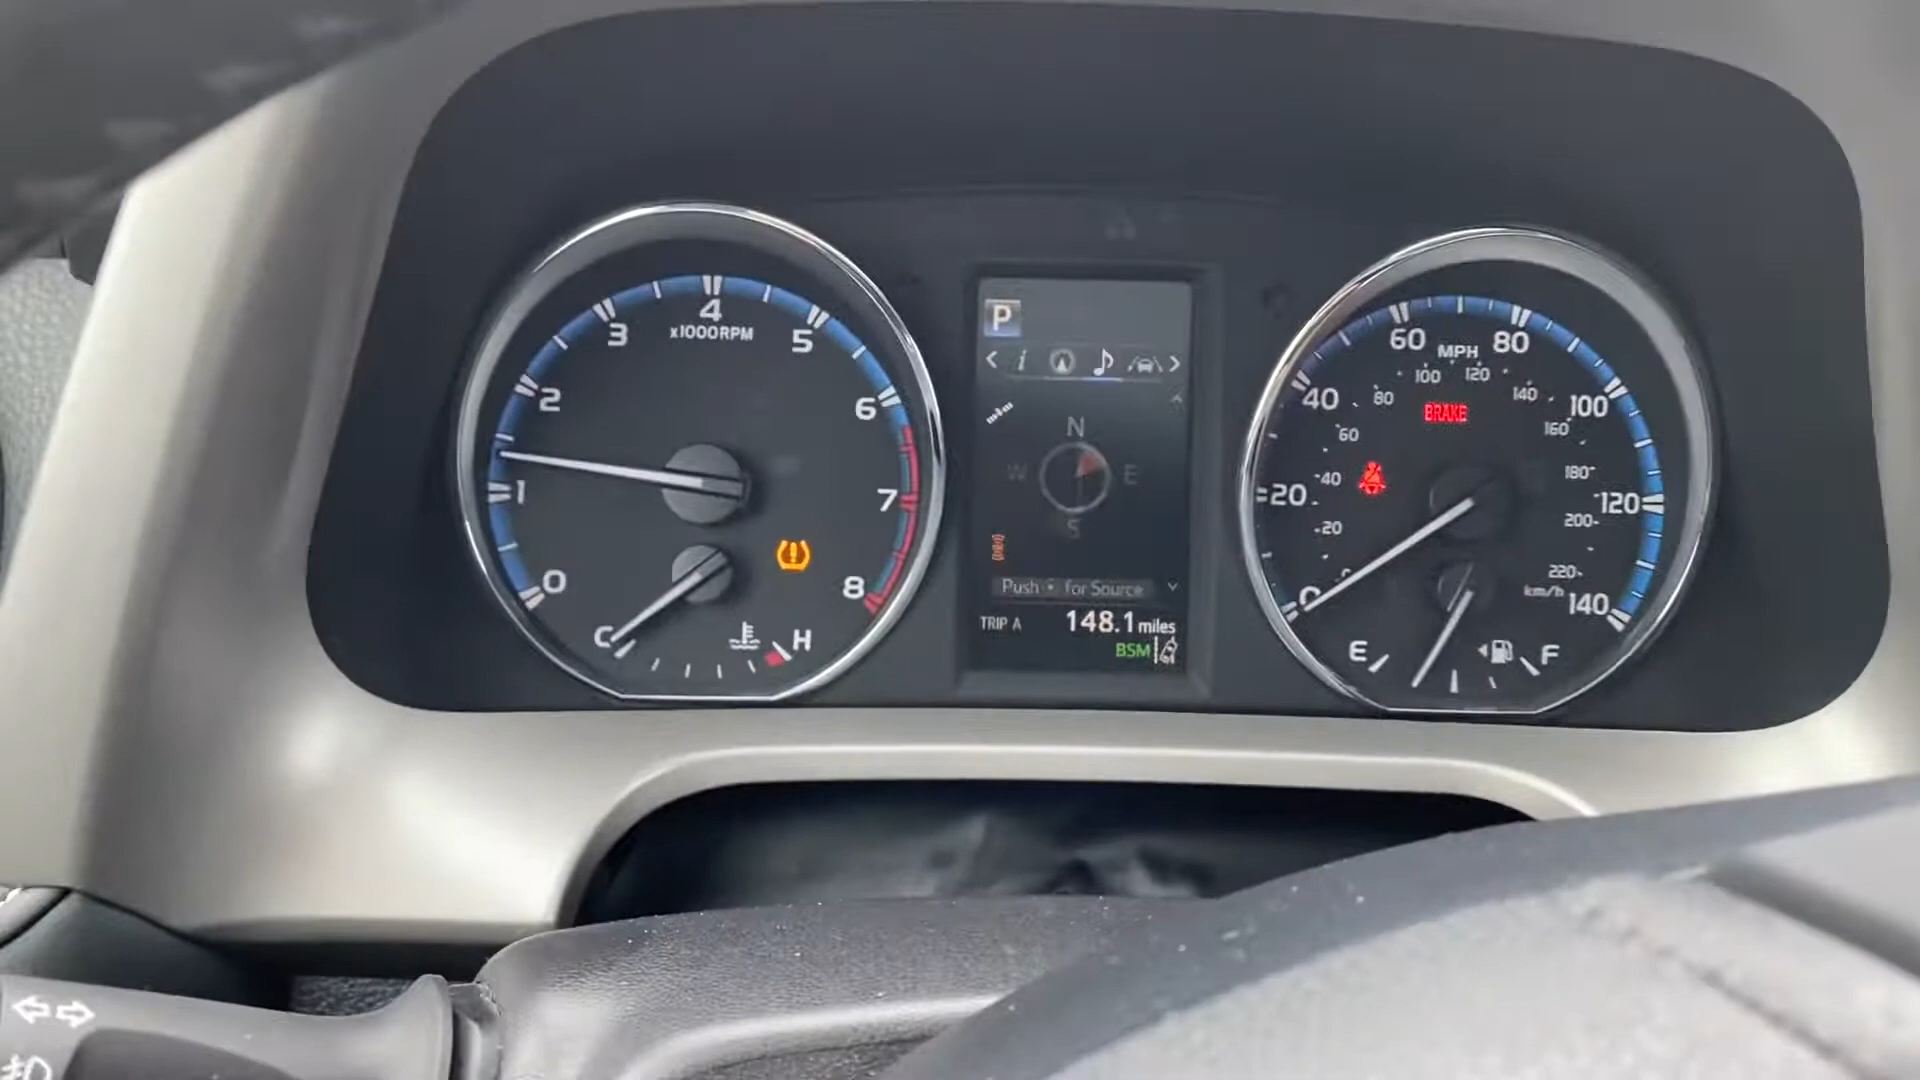 0
1
2
3
4
5
6
7
8
x1000RPM
C
H
P
i
N
W
E
S
Push • for Source
TRIP A 148.1 miles
BSM
0
20
40
60
80
100
120
140
MPH
20
40
60
80
100
120
140
160
180
200
220
km/h
BRAKE
E
F